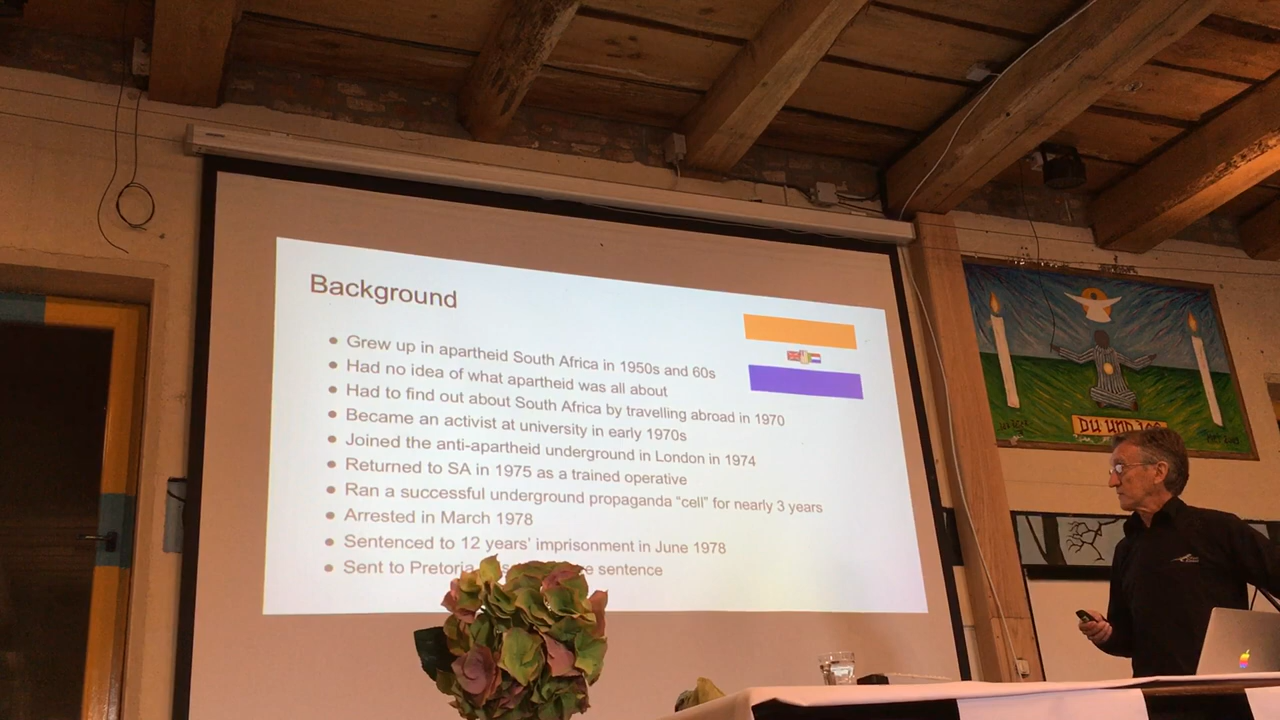 Background
Grew up in apartheid South Africa in 1950s and 60s
Had no idea of what apartheid was all about
Had to find out about South Africa by travelling abroad in 1970
Became an activist at university in early 1970s
Joined the anti-apartheid underground in London in 1974
Returned to SA in 1975 as a trained operative
Ran a successful underground propaganda “cell” for nearly 3 years
Arrested in March 1978
Sentenced to 12 years’ imprisonment in June 1978
Sent to Pretoria sentence
DU UND